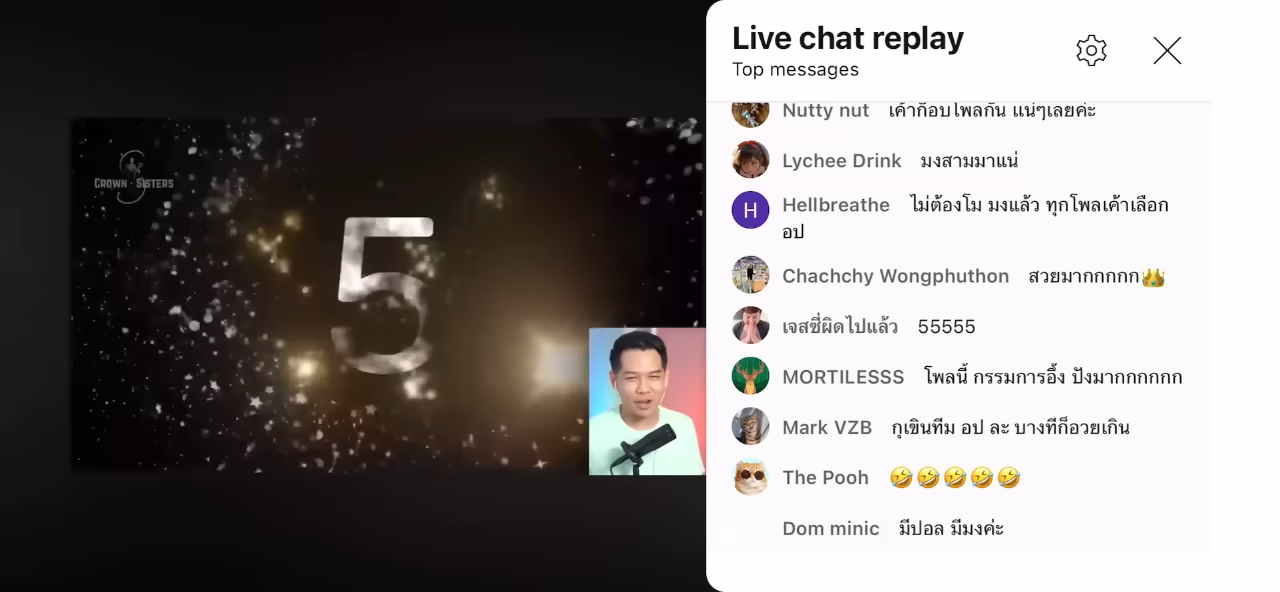 CROWN - SISTERS
5
Live chat replay
Top messages
Nutty nut เค้าก็อบโพลกัน แน่ๆเลยค่ะ
Lychee Drink มงสามมาแน่
H
Hellbreathe ไม่ต้องโม มงแล้ว ทุกโพลเค้าเลือก
อป
Chachchy Wongphuthon สวยมากกกกก👑
เจสซี่ผิดไปแล้ว 55555
MORTILESSS โพลนี้ กรรมการอึ้ง ปังมากกกกกก
Mark VZB กุเขินทีม อป ละ บางทีก็อวยเกิน
The Pooh 🤣🤣🤣🤣🤣
Dom minic มีปอล มีมงค่ะ